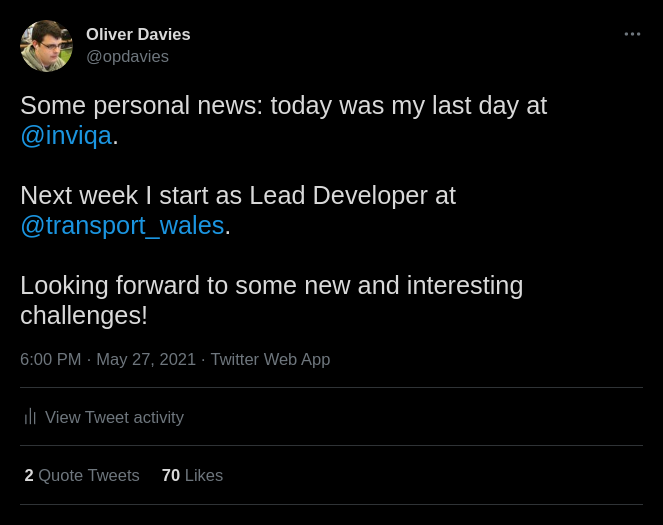 Oliver Davies
@opdavies
Some personal news: today was my last day at
@inviqa.
Next week I start as Lead Developer at
@transport_wales.
Looking forward to some new and interesting
challenges!
6:00 PM · May 27, 2021 · Twitter Web App
View Tweet activity
2 Quote Tweets 70 Likes